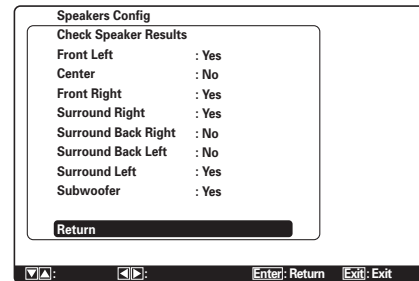 Speakers Config
Check Speaker Results
Front Left : Yes
Center : No
Front Right : Yes
Surround Right : Yes
Surround Back Right : No
Surround Back Left : No
Surround Left : Yes
Subwoofer : Yes
Return
▼▲: ◀▶: Enter: Return Exit: Exit